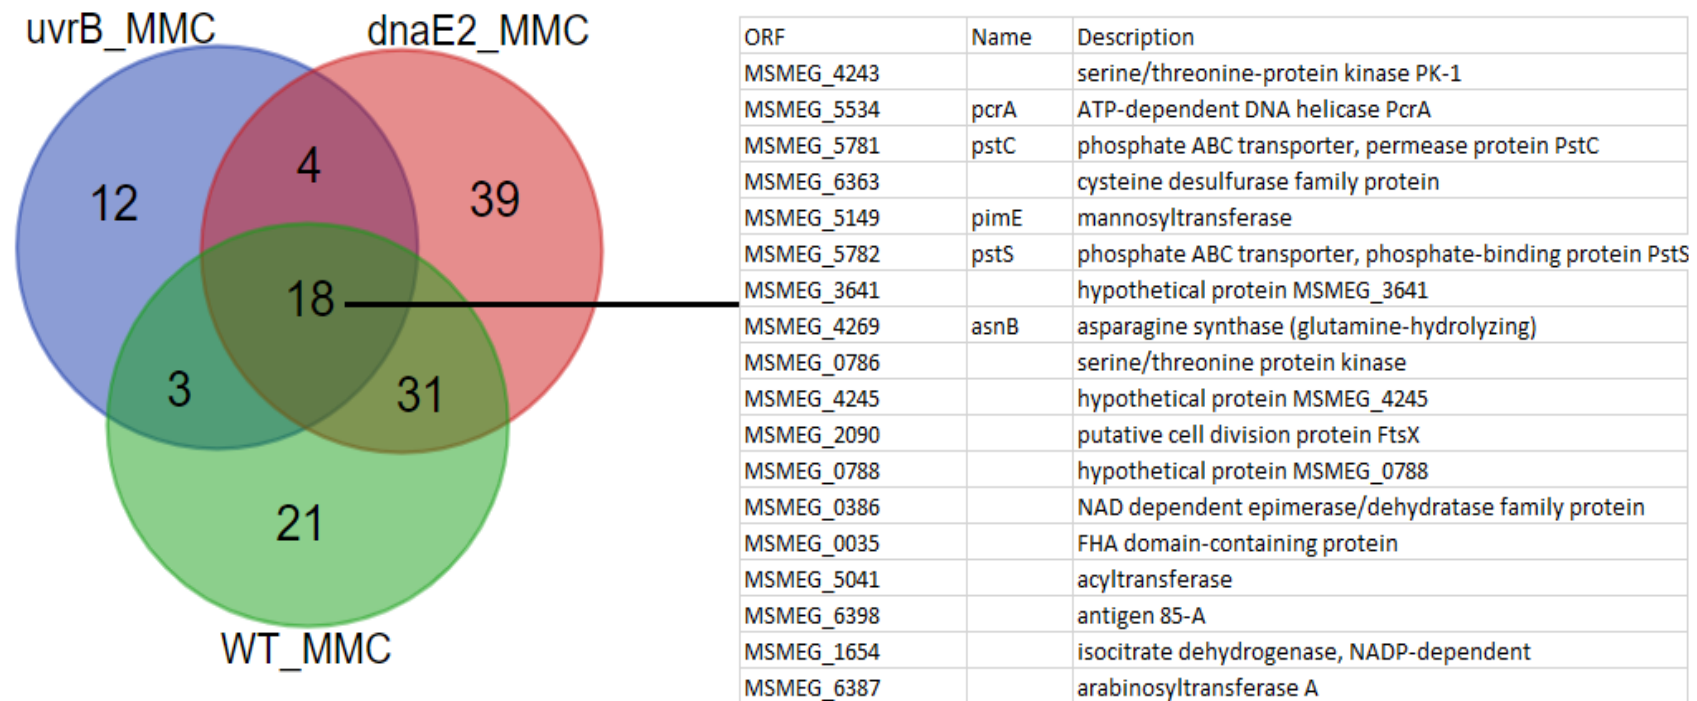 uvrB_MMC
dnaE2_MMC
4
12
39
18
3
31
21
WT_MMC
ORF Name Description
MSMEG_4243 serine/threonine-protein kinase PK-1
MSMEG_5534 pcrA ATP-dependent DNA helicase PcrA
MSMEG_5781 pstC phosphate ABC transporter, permease protein PstC
MSMEG_6363 cysteine desulfurase family protein
MSMEG_5149 pimE mannosyltransferase
MSMEG_5782 pstS phosphate ABC transporter, phosphate-binding protein PstS
MSMEG_3641 hypothetical protein MSMEG_3641
MSMEG_4269 asnB asparagine synthase (glutamine-hydrolyzing)
MSMEG_0786 serine/threonine protein kinase
MSMEG_4245 hypothetical protein MSMEG_4245
MSMEG_2090 putative cell division protein FtsX
MSMEG_0788 hypothetical protein MSMEG_0788
MSMEG_0386 NAD dependent epimerase/dehydratase family protein
MSMEG_0035 FHA domain-containing protein
MSMEG_5041 acyltransferase
MSMEG_6398 antigen 85-A
MSMEG_1654 isocitrate dehydrogenase, NADP-dependent
MSMEG_6387 arabinosyltransferase A